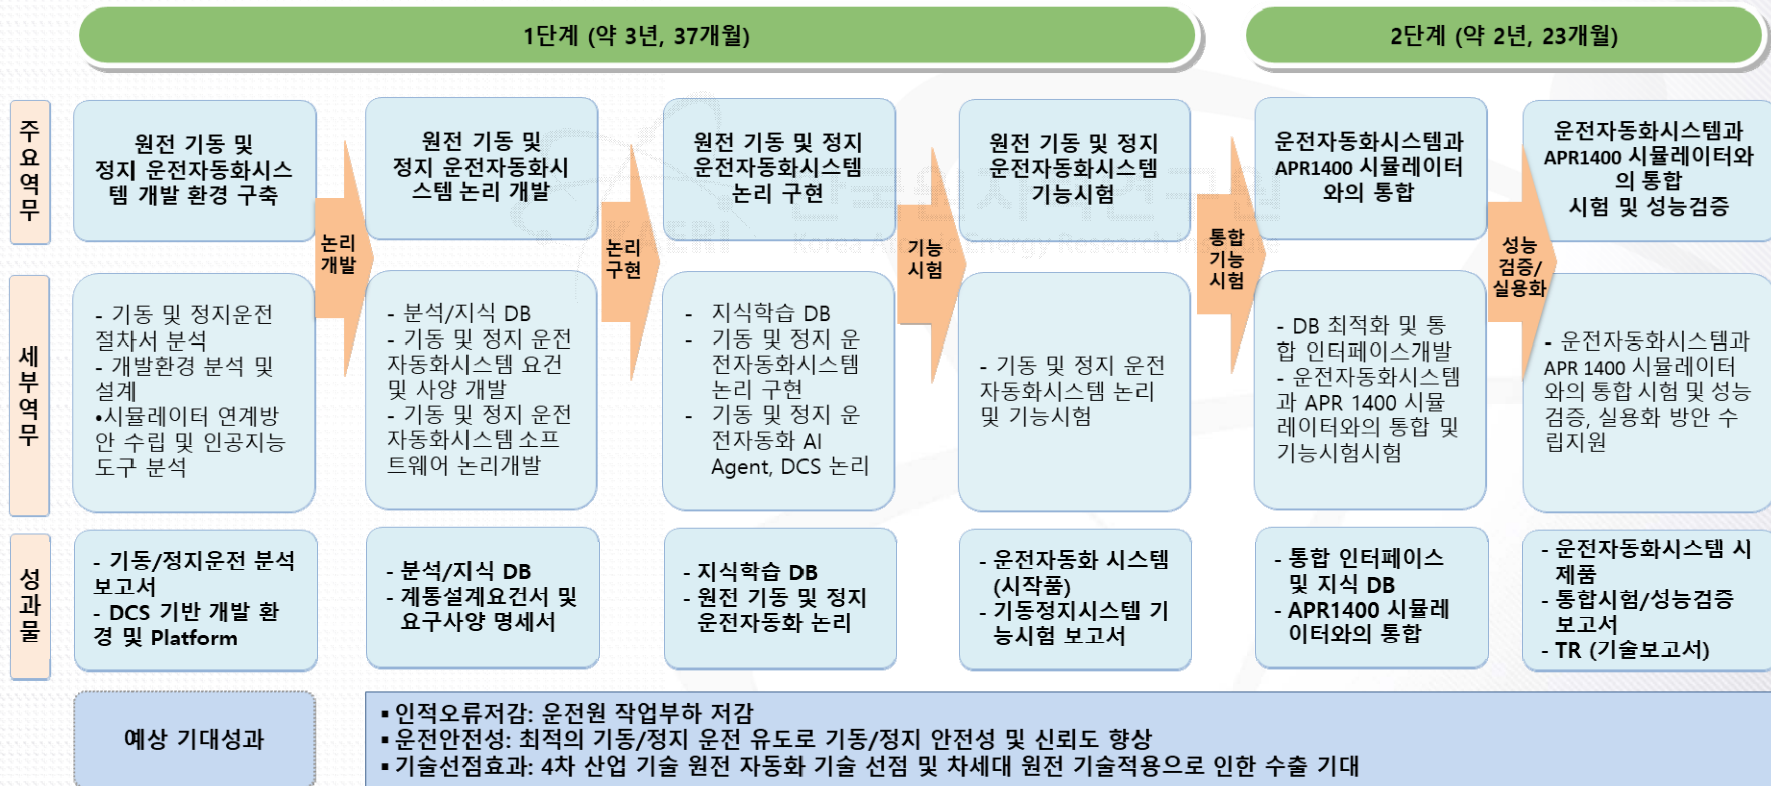 1단계 (약 3년, 37개월)
2단계 (약 2년, 23개월)
주요역무
원전 기동 및
정지 운전자동화시스
템 개발 환경 구축
원전 기동 및
정지 운전자동화시
스템 논리 개발
원전 기동 및 정지
운전자동화시스템
논리 구현
원전 기동 및 정지
운전자동화시스템
기능시험
운전자동화시스템과
APR1400 시뮬레이터
와의 통합
운전자동화시스템과
APR1400 시뮬레이터와
의 통합
시험 및 성능검증
논리
개발
논리
구현
기능
시험
통합
기능
시험
성능
검증/
실용화
한국원자력연구원
KAERI
Korea Atomic Energy Research Institute
세부역무
- 기동 및 정지운전
절차서 분석
- 개발환경 분석 및
설계
•시뮬레이터 연계방
안 수립 및 인공지능
도구 분석
- 분석/지식 DB
- 기동 및 정지 운전
자동화시스템 요건
및 사양 개발
- 기동 및 정지 운전
자동화시스템 소프
트웨어 논리개발
- 지식학습 DB
- 기동 및 정지 운
전자동화시스템
논리 구현
- 기동 및 정지 운
전자동화 AI
Agent, DCS 논리
- 기동 및 정지 운전
자동화시스템 논리
및 기능시험
- DB 최적화 및 통
합 인터페이스개발
- 운전자동화시스템
과 APR 1400 시뮬
레이터와의 통합 및
기능시험시험
- 운전자동화시스템과
APR 1400 시뮬레이터
와의 통합 시험 및 성능
검증, 실용화 방안 수
립지원
성과물
- 기동/정지운전 분석
보고서
- DCS 기반 개발 환
경 및 Platform
- 분석/지식 DB
- 계통설계요건서 및
요구사양 명세서
- 지식학습 DB
- 원전 기동 및 정지
운전자동화 논리
- 운전자동화 시스템
(시작품)
- 기동정지시스템 기
능시험 보고서
- 통합 인터페이스
및 지식 DB
- APR1400 시뮬레
이터와의 통합
- 운전자동화시스템 시
제품
- 통합시험/성능검증
보고서
- TR (기술보고서)
예상 기대성과
▪ 인적오류저감: 운전원 작업부하 저감
▪ 운전안전성: 최적의 기동/정지 운전 유도로 기동/정지 안전성 및 신뢰도 향상
▪ 기술선점효과: 4차 산업 기술 원전 자동화 기술 선점 및 차세대 원전 기술적용으로 인한 수출 기대